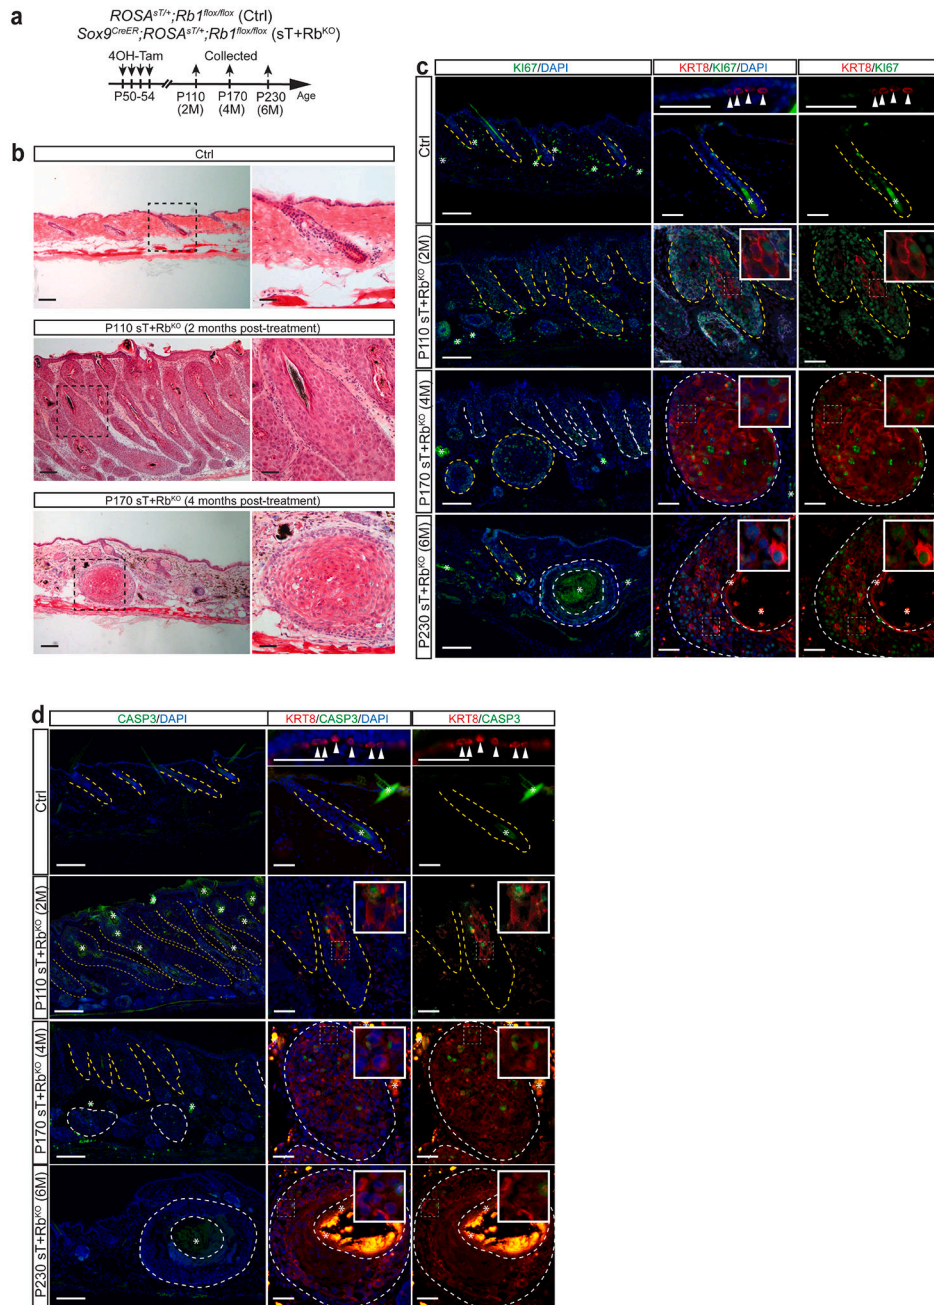 a
ROSA^sT/+;Rb1^flox/flox (Ctrl)
Sox9^CreER;ROSA^sT/+;Rb1^flox/flox (sT+Rb^KO)
4OH-Tam Collected
P50-54 P110 P170 P230 Age
(2M) (4M) (6M)
b
Ctrl
P110 sT+Rb^KO (2 months post-treatment)
P170 sT+Rb^KO (4 months post-treatment)
c
KI67/DAPI KRT8/KI67/DAPI KRT8/KI67
Ctrl
P110 sT+Rb^KO (2M)
P170 sT+Rb^KO (4M)
P230 sT+Rb^KO (6M)
d
CASP3/DAPI KRT8/CASP3/DAPI KRT8/CASP3
Ctrl
P110 sT+Rb^KO (2M)
P170 sT+Rb^KO (4M)
P230 sT+Rb^KO (6M)